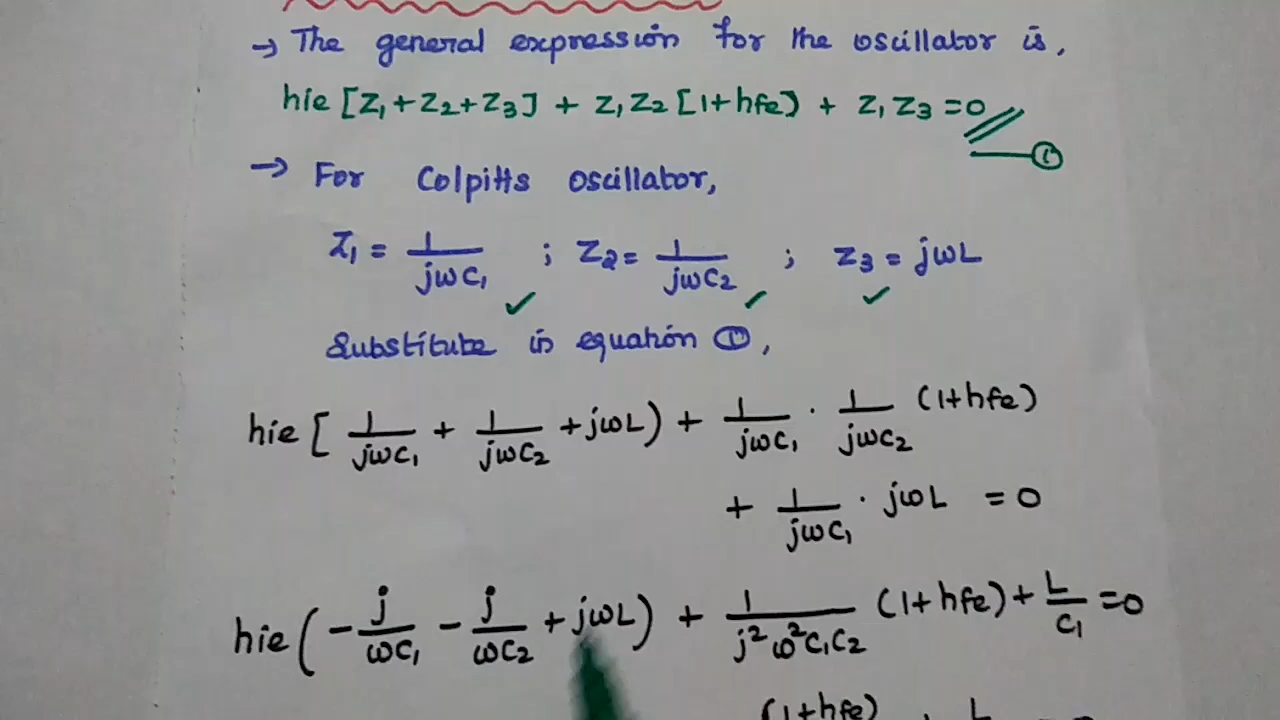 → The general expression for the oscillator is,
hie [Z₁ + Z₂ + Z₃] + Z₁Z₂ [1+hfe) + Z₁Z₃ = 0
①
→ For Colpitts oscillator,
Z₁ = 1/jωC₁ ; Z₂ = 1/jωC₂ ; Z₃ = jωL
Substitute in equation ①,
hie [ 1/jωC₁ + 1/jωC₂ + jωL ) + 1/jωC₁ · 1/jωC₂ (1+hfe)
+ 1/jωC₁ · jωL = 0
hie ( - j/ωC₁ - j/ωC₂ + jωL ) + 1/j²ω²C₁C₂ (1+hfe) + L/C₁ = 0
(1+hfe) L